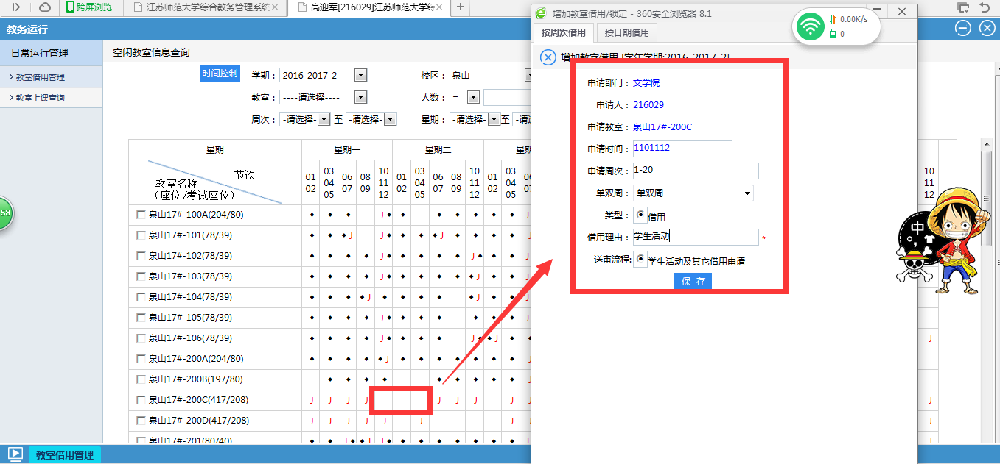 跨屏浏览 江苏师范大学综合教务管理系统 高迎军[216029]江苏师范大学综
增加教室借用/锁定 - 360安全浏览器 8.1
0.00K/s
0
教务运行
按周次借用 按日期借用
日常运行管理
教室借用管理
教室上课查询
空闲教室信息查询
时间控制 学期： 2016-2017-2 校区： 泉山
教室： ----请选择---- 人数： =
周次： -请选择- 至 -请选择- 星期： -请选择- 至 -请
增加教室借用 [学年学期:2016-2017-2]
申请部门： 文学院
申请人： 216029
申请教室： 泉山17#-200C
申请时间： 1101112
申请周次： 1-20
单双周： 单双周
类型： 借用
借用理由： 学生活动 *
送审流程: 学生活动及其它借用申请
保 存
星期 星期一 星期二 星期
节次
教室名称
（座位/考试座位）
01 02 03 04 05 06 07 08 09 10 11 12 01 02 03 04 05 06 07 08 09 10 11 12 01 02 03 04 05 10 11 12
泉山17#-100A(204/80) ◆ ◆ ◆ J ◆ ◆ ◆ ◆ ◆ ◆ ◆ J
泉山17#-101(78/39) ◆ ◆ ◆ J J ◆ ◆ ◆ ◆ J ◆ ◆ ◆ ◆ J
泉山17#-102(78/39) ◆ ◆ ◆ ◆ J ◆ ◆ ◆ ◆ ◆ J ◆ ◆ ◆ J
泉山17#-103(78/39) ◆ ◆ ◆ ◆ J ◆ ◆ ◆ ◆ ◆ ◆ J ◆ ◆ J
泉山17#-104(78/39) ◆ ◆ ◆ ◆ J ◆ ◆ ◆ ◆ ◆ ◆ J ◆ ◆ J
泉山17#-105(78/39) ◆ ◆ ◆ ◆ J ◆ ◆ ◆ ◆ ◆ ◆ ◆ J
泉山17#-106(78/39) ◆ ◆ ◆ ◆ J ◆ ◆ ◆ ◆ J ◆ ◆ J ◆ J J
泉山17#-200A(204/80) ◆ ◆ ◆ ◆ ◆ J ◆ ◆ ◆ ◆ ◆ ◆ ◆ J
泉山17#-200B(197/80) ◆ ◆ ◆ ◆ ◆ ◆ ◆ ◆ ◆ J
泉山17#-200C(417/208) J J J J J J J J J J
泉山17#-200D(417/208) J J J J J J J J J
泉山17#-201(80/40)
58
中
教室借用管理